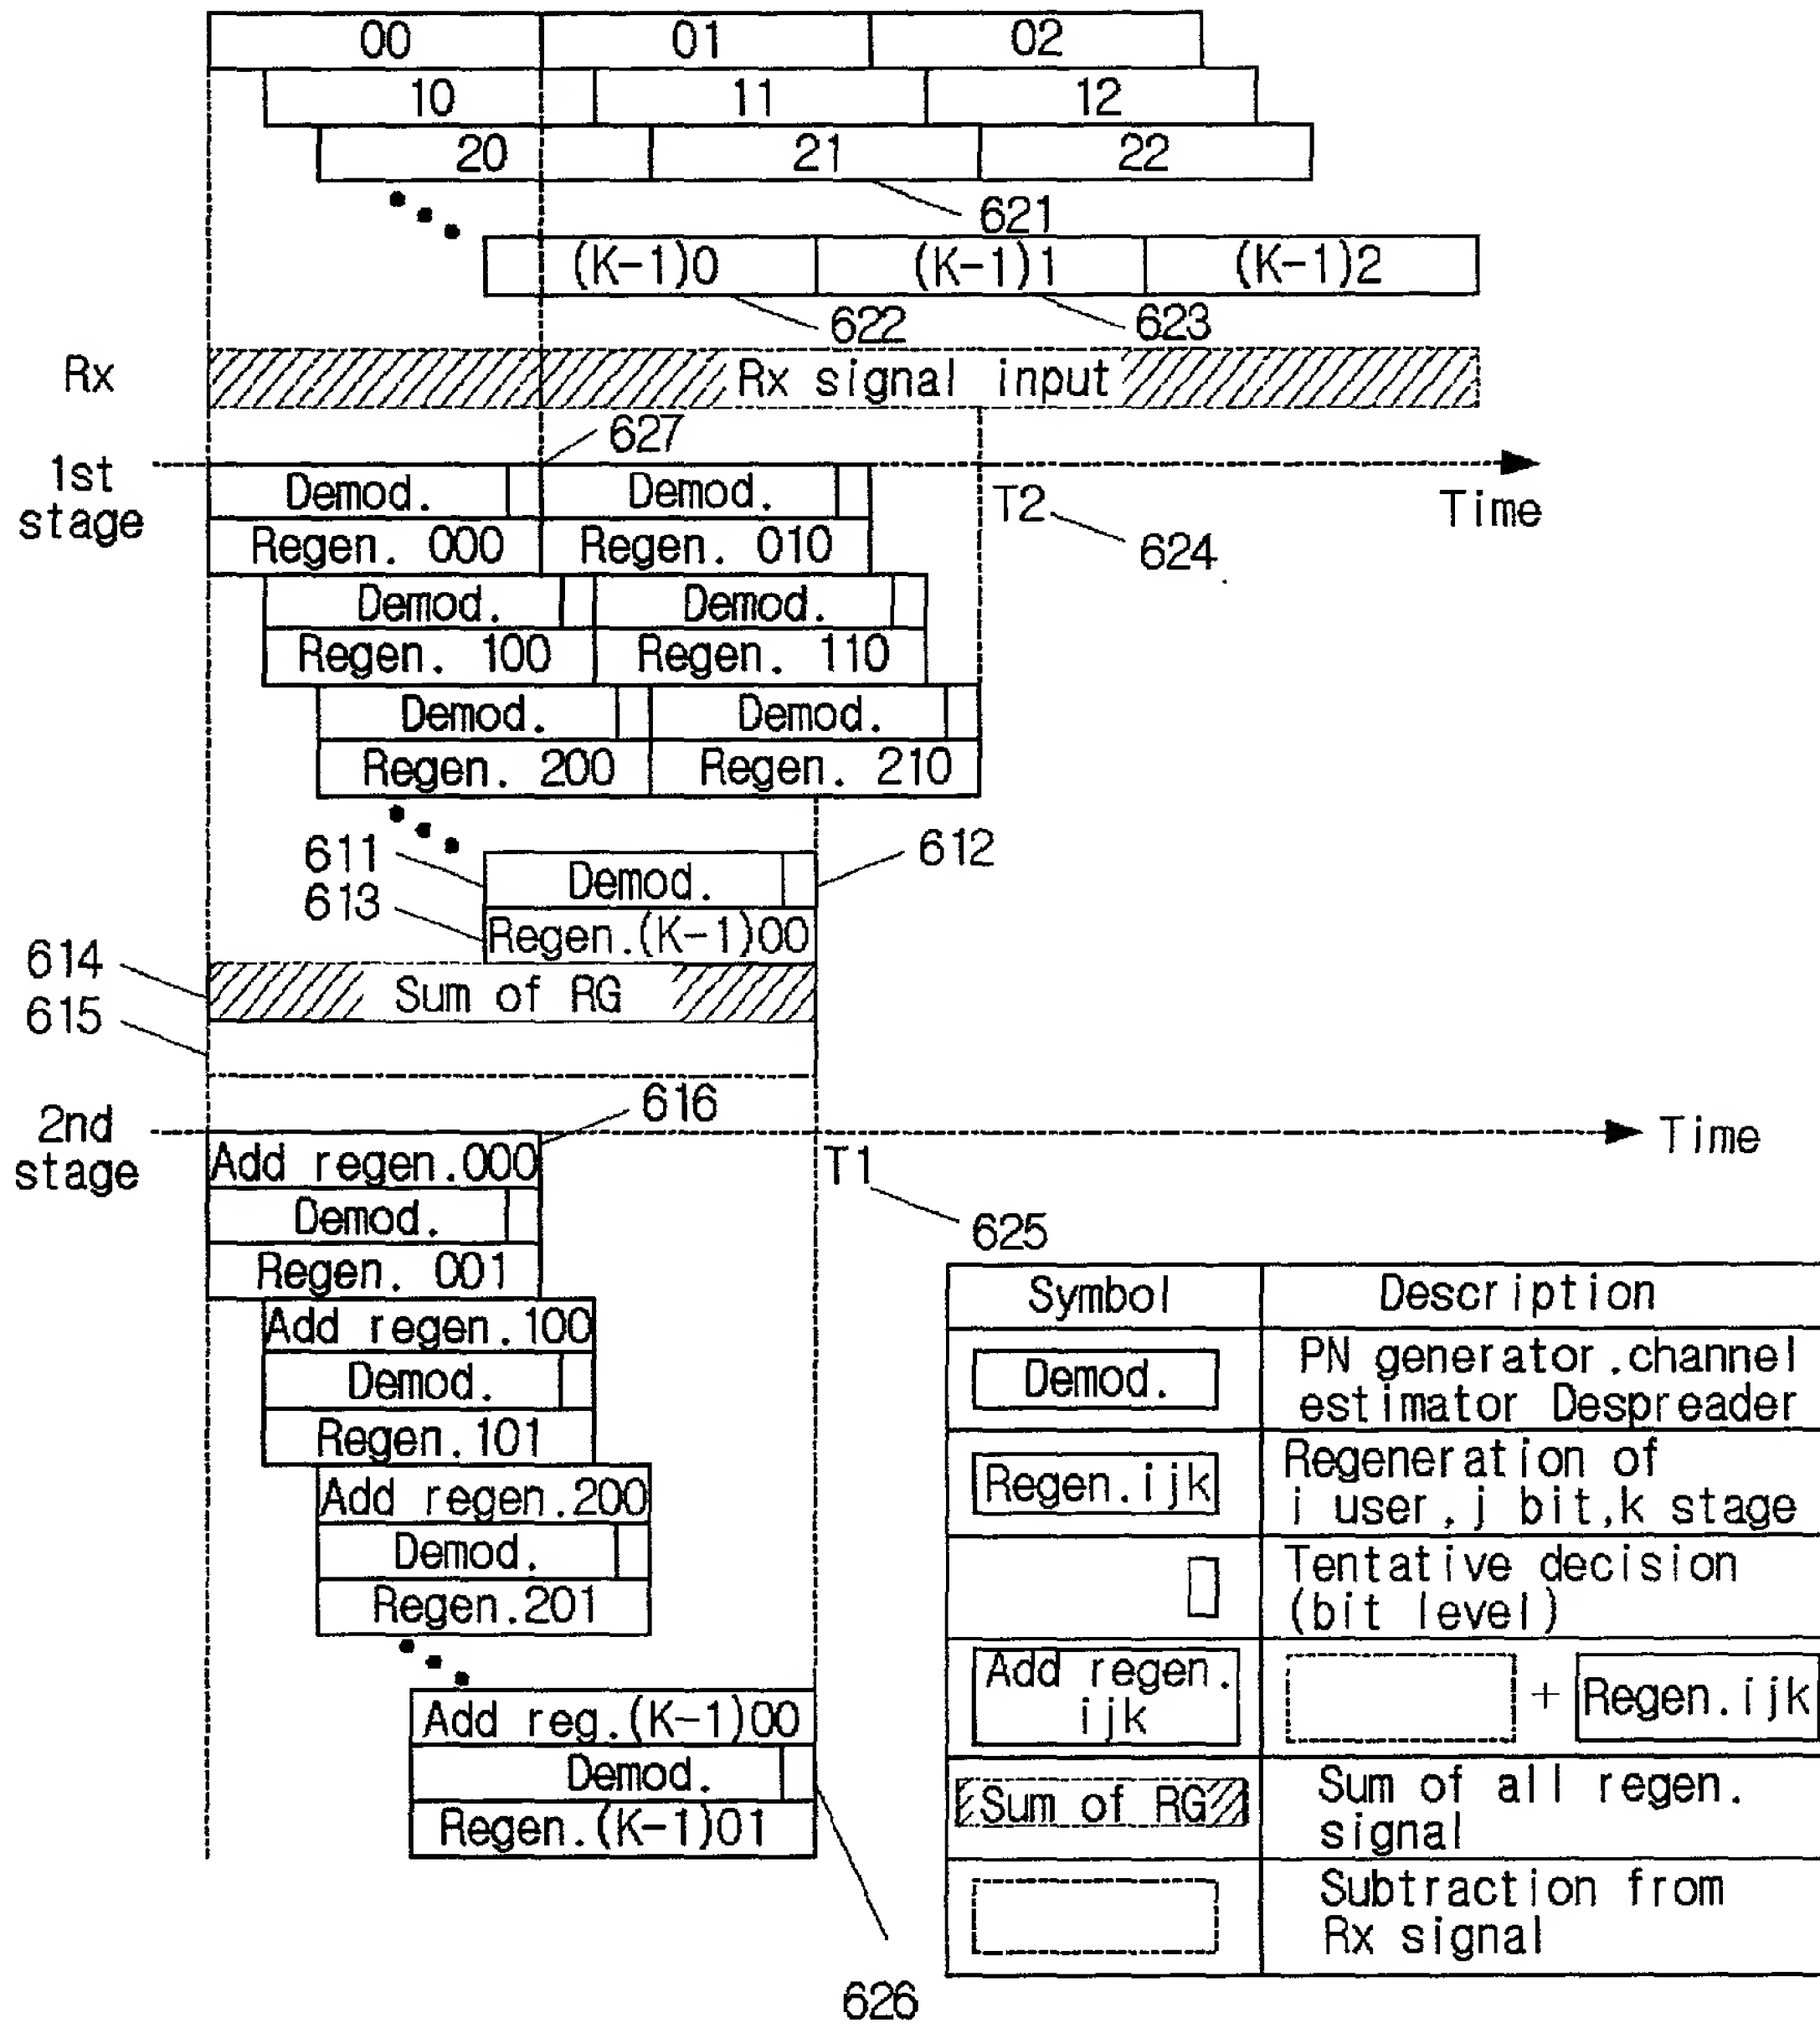 00 01 02
10 11 12
20 21 22
621
(K-1)0 (K-1)1 (K-1)2
622 623
Rx
Rx signal input
627
1st
stage
Demod. Demod.
T2
Time
624
Regen. 000 Regen. 010
Demod. Demod.
Regen. 100 Regen. 110
Demod. Demod.
Regen. 200 Regen. 210
611
Demod.
612
613
Regen.(K-1)00
614
Sum of RG
615
2nd
stage
616
Time
Add regen.000
T1
625
Demod.
Regen. 001
Add regen.100
Demod.
Regen.101
Add regen.200
Demod.
Regen.201
Add reg.(K-1)00
Demod.
Regen.(K-1)01
626
Symbol Description
Demod.
PN generator.channel
estimator Despreader
Regen.ijk
Regeneration of
i user,j bit,k stage
Tentative decision
(bit level)
Add regen.
ijk
+ Regen.ijk
Sum of RG
Sum of all regen.
signal
Subtraction from
Rx signal